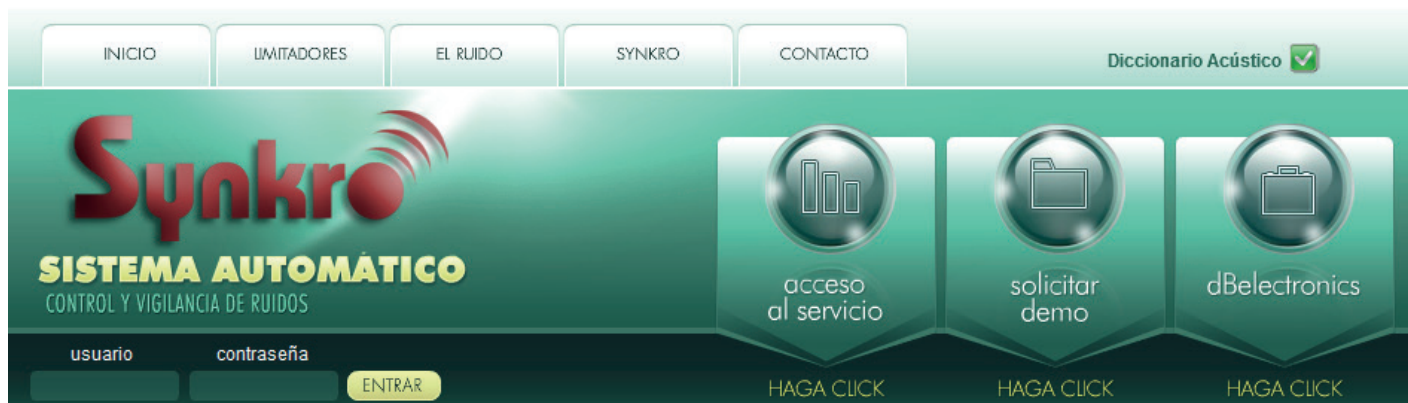 INICIO
LIMITADORES
EL RUIDO
SYNKRO
CONTACTO
Diccionario Acústico
Synkro
SISTEMA AUTOMÁTICO
CONTROL Y VIGILANCIA DE RUIDOS
acceso
al servicio
solicitar
demo
dBelectronics
usuario
contraseña
ENTRAR
HAGA CLICK
HAGA CLICK
HAGA CLICK